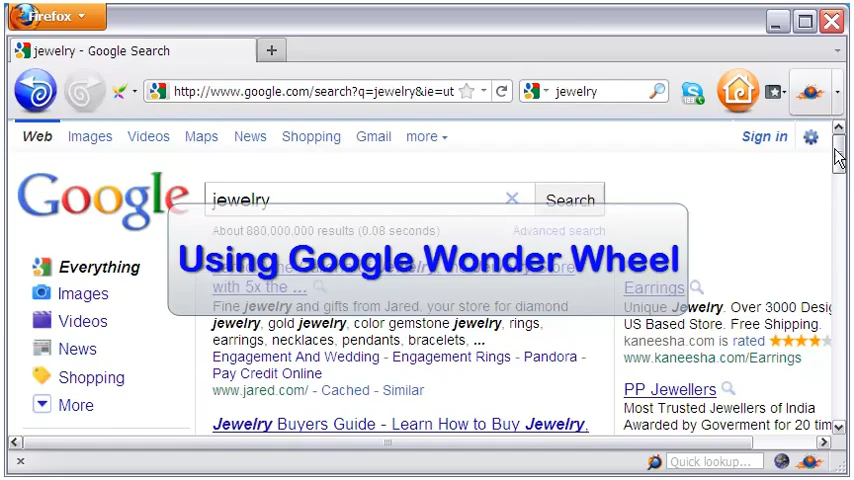 Firefox
jewelry - Google Search
http://www.google.com/search?q=jewelry&ie=ut
jewelry
Web Images Videos Maps News Shopping Gmail more
Sign in
Google
jewelry
Search
About 880,000,000 results (0.08 seconds)
Advanced search
Using Google Wonder Wheel
Everything
Images
Videos
News
Shopping
More
with 5x the ...
Fine jewelry and gifts from Jared, your store for diamond
jewelry, gold jewelry, color gemstone jewelry, rings,
earrings, necklaces, pendants, bracelets, ...
Engagement And Wedding - Engagement Rings - Pandora -
Pay Credit Online
www.jared.com/ - Cached - Similar
Jewelry Buyers Guide - Learn How to Buy Jewelry.
Earrings
Unique Jewelry. Over 3000 Desig
US Based Store. Free Shipping.
kaneesha.com is rated
www.kaneesha.com/Earrings
PP Jewellers
Most Trusted Jewellers of India
Awarded by Goverment for 20 tim
Quick lookup...